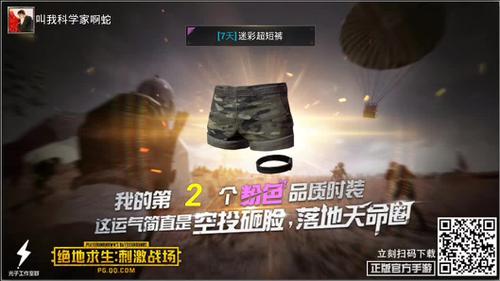 叫我科学家啊蛇
[7天]迷彩超短裤
我的第 2 个粉色品质时装
这运气简直是空投砸脸，落地天命圈
光子工作室群
PLAYERUNKNOWN'S BATTLEGROUNDS
绝地求生:刺激战场
PG.QQ.COM
立刻扫码下载
正版官方手游